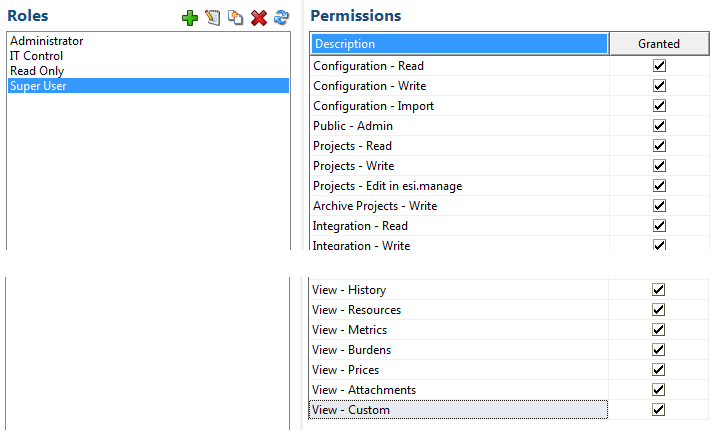 Roles
Administrator
IT Control
Read Only
Super User
Permissions
Description Granted
Configuration - Read
Configuration - Write
Configuration - Import
Public - Admin
Projects - Read
Projects - Write
Projects - Edit in esi.manage
Archive Projects - Write
Integration - Read
Integration - Write
View - History
View - Resources
View - Metrics
View - Burdens
View - Prices
View - Attachments
View - Custom